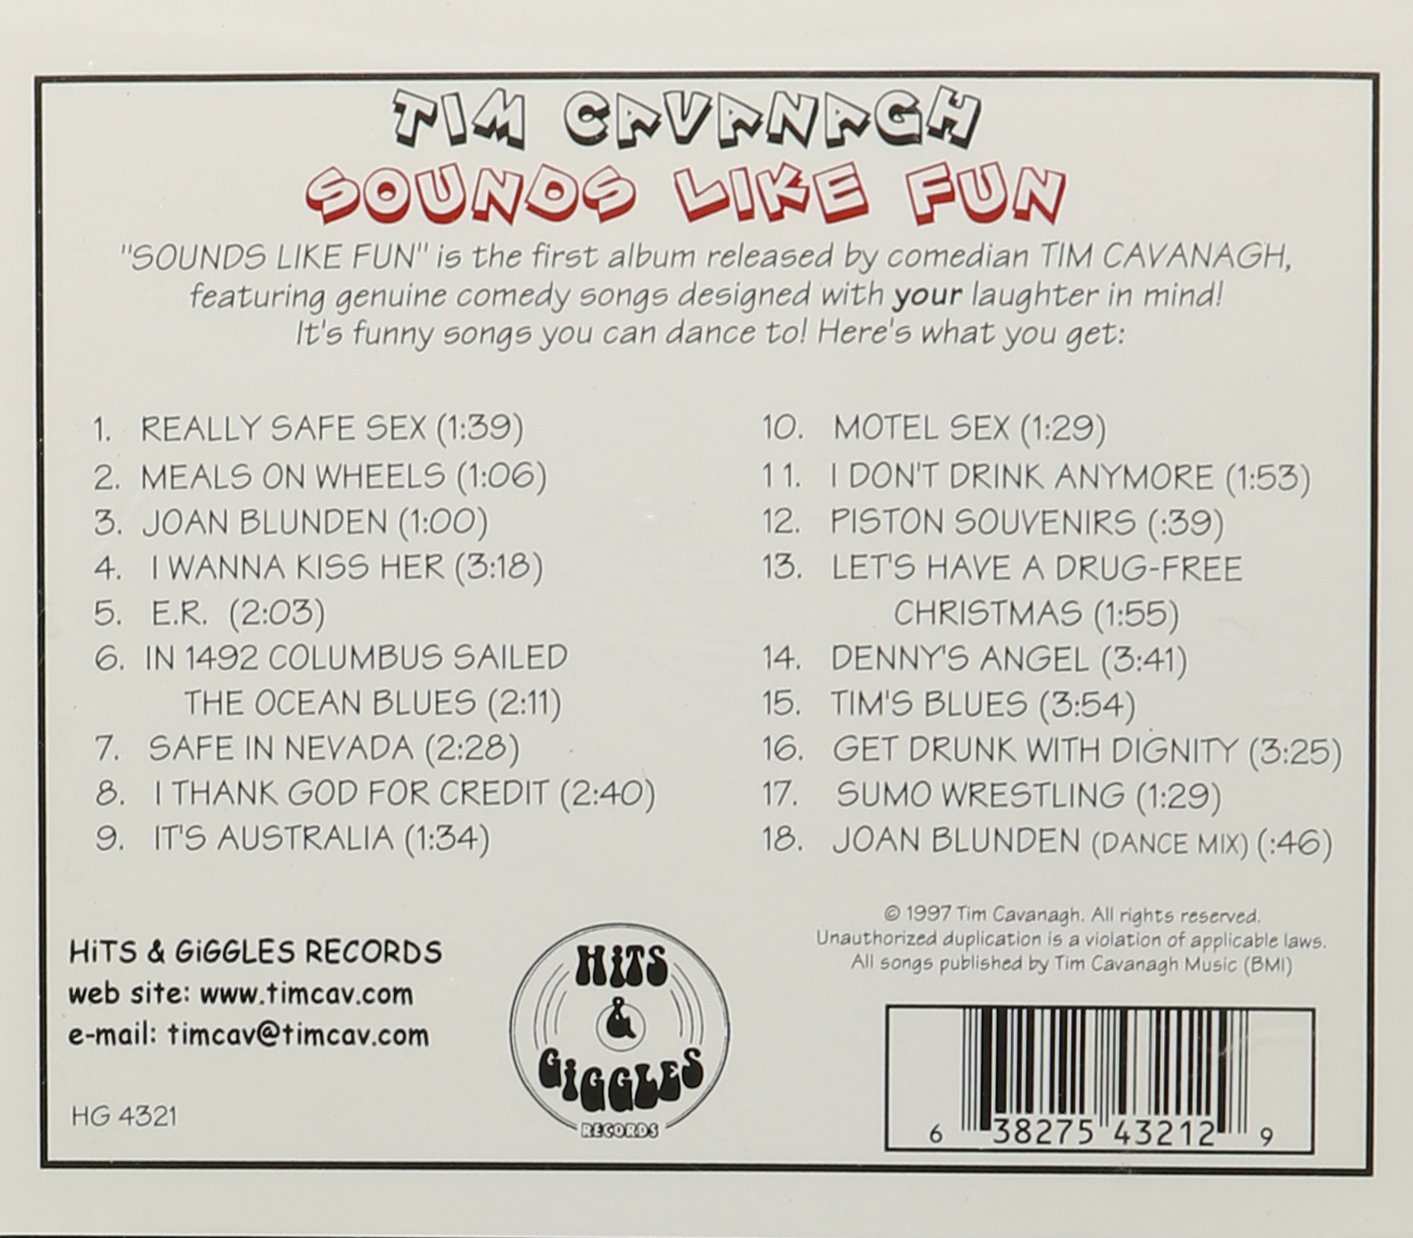 TIM CAVANAGH
SOUNDS LIKE FUN
"SOUNDS LIKE FUN" is the first album released by comedian TIM CAVANAGH,
featuring genuine comedy songs designed with your laughter in mind!
It's funny songs you can dance to! Here's what you get:
1. REALLY SAFE SEX (1:39)
2. MEALS ON WHEELS (1:06)
3. JOAN BLUNDEN (1:00)
4. I WANNA KISS HER (3:18)
5. E.R. (2:03)
6. IN 1492 COLUMBUS SAILED
THE OCEAN BLUES (2:11)
7. SAFE IN NEVADA (2:28)
8. I THANK GOD FOR CREDIT (2:40)
9. IT'S AUSTRALIA (1:34)
10. MOTEL SEX (1:29)
11. I DON'T DRINK ANYMORE (1:53)
12. PISTON SOUVENIRS (:39)
13. LET'S HAVE A DRUG-FREE
CHRISTMAS (1:55)
14. DENNY'S ANGEL (3:41)
15. TIM'S BLUES (3:54)
16. GET DRUNK WITH DIGNITY (3:25)
17. SUMO WRESTLING (1:29)
18. JOAN BLUNDEN (DANCE MIX) (:46)
HiTS & GiGGLES RECORDS
web site: www.timcav.com
e-mail: timcav@timcav.com
HG 4321
HiTS
&
GiGGLES
RECORDS
© 1997 Tim Cavanagh. All rights reserved.
Unauthorized duplication is a violation of applicable laws.
All songs published by Tim Cavanagh Music (BMI)
6 38275 43212 9